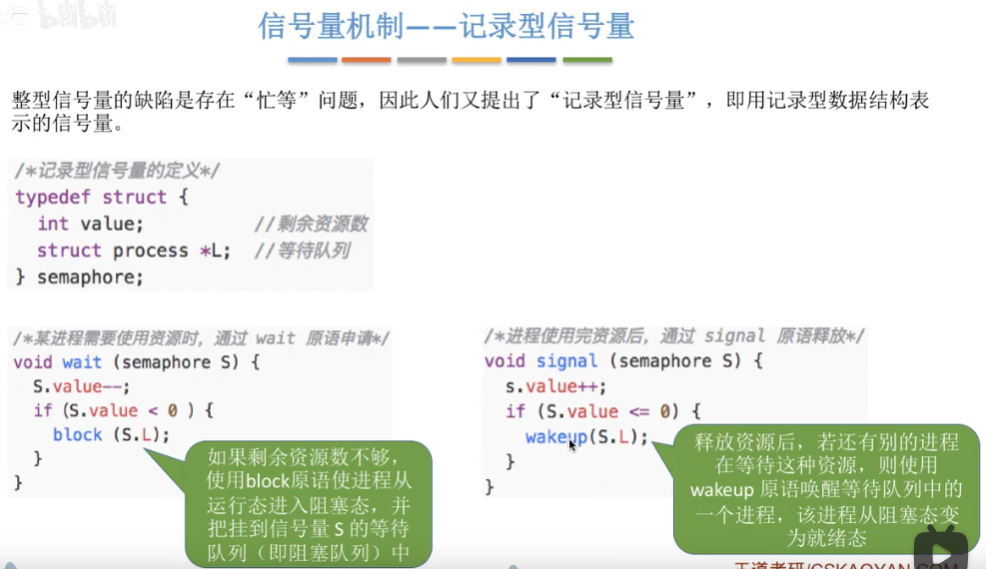 bilibili
信号量机制——记录型信号量
整型信号量的缺陷是存在“忙等”问题，因此人们又提出了“记录型信号量”，即用记录型数据结构表
示的信号量。
/*记录型信号量的定义*/
typedef struct {
int value; //剩余资源数
struct process *L; //等待队列
} semaphore;
/*某进程需要使用资源时，通过 wait 原语申请*/
void wait (semaphore S) {
S.value--;
if (S.value < 0 ) {
block (S.L);
}
}
如果剩余资源数不够，
使用block原语使进程从
运行态进入阻塞态，并
把挂到信号量 S 的等待
队列（即阻塞队列）中
/*进程使用完资源后，通过 signal 原语释放*/
void signal (semaphore S) {
s.value++;
if (S.value <= 0) {
wakeup(S.L);
}
}
释放资源后，若还有别的进程
在等待这种资源，则使用
wakeup 原语唤醒等待队列中的
一个进程，该进程从阻塞态变
为就绪态
王道考研/CSKAOYAN.COM